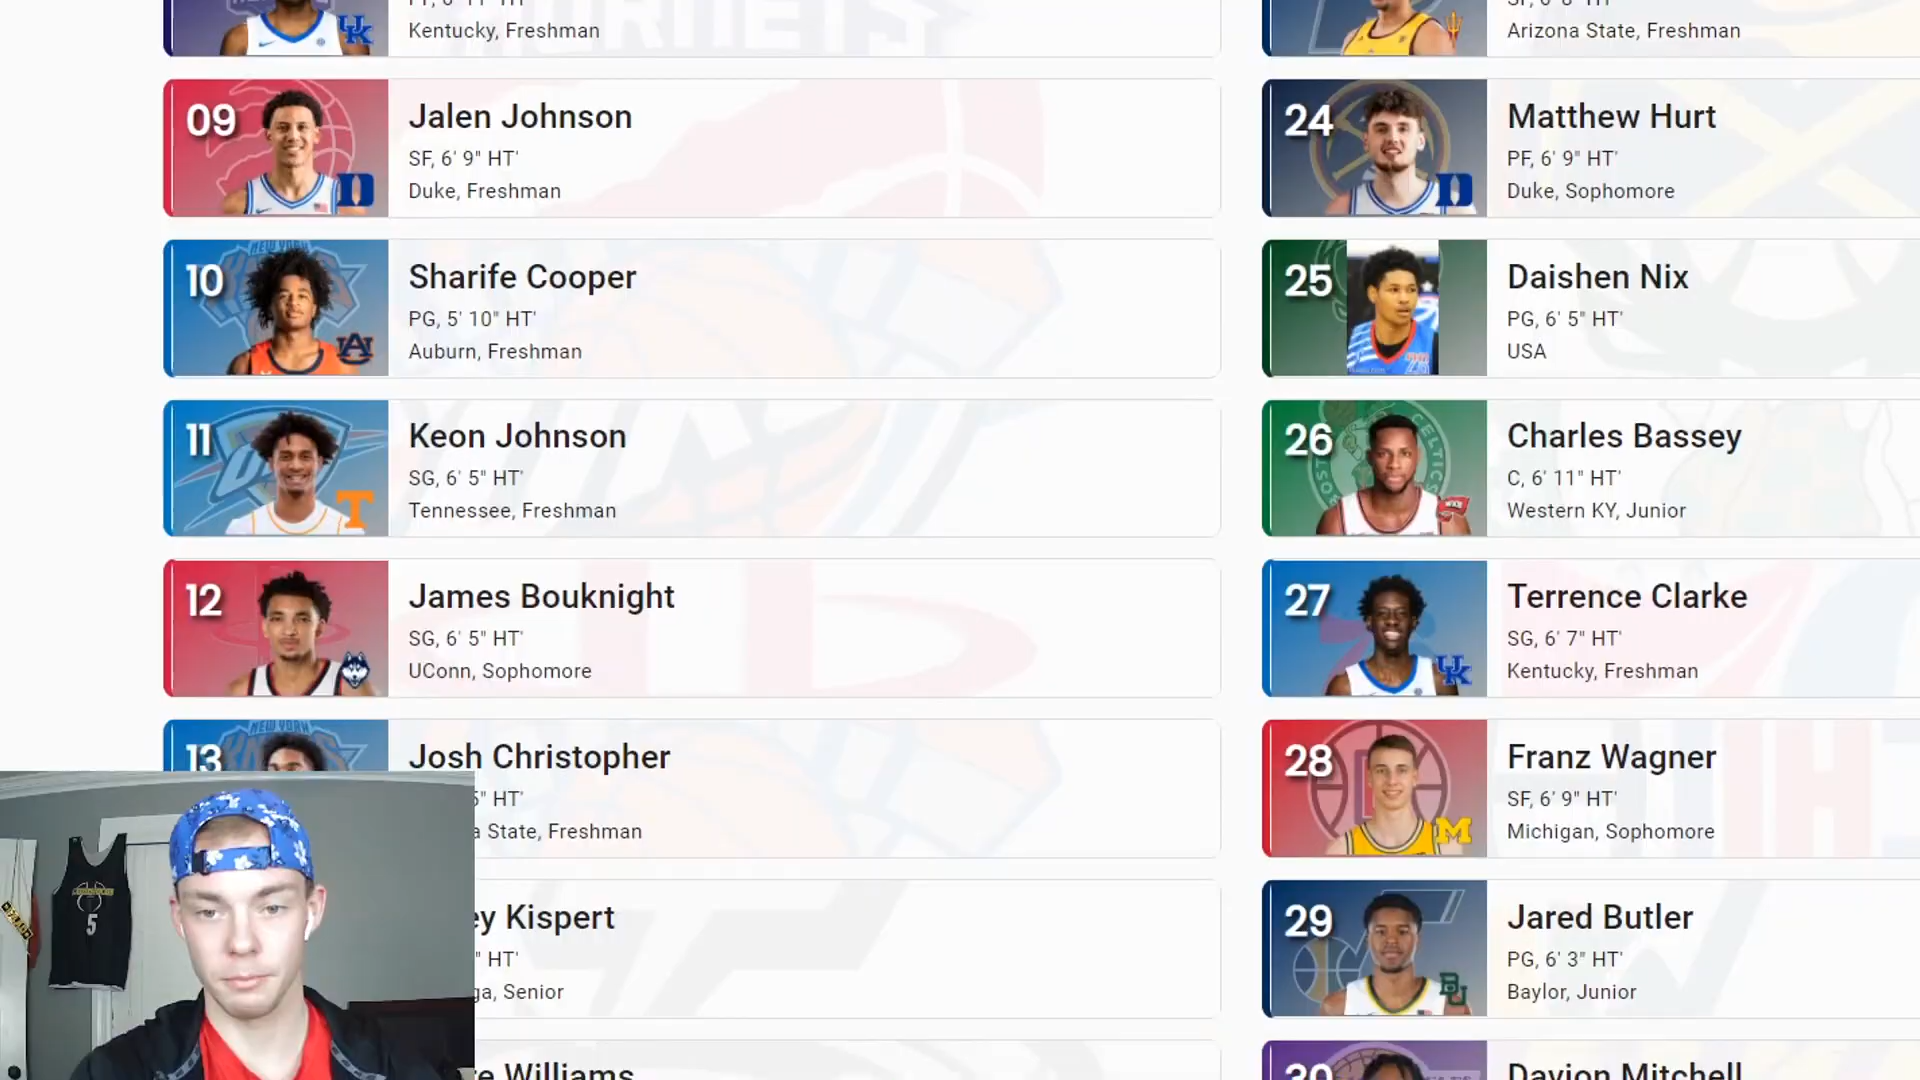 Kentucky, Freshman
09
Jalen Johnson
SF, 6' 9" HT'
Duke, Freshman
10
Sharife Cooper
PG, 5' 10" HT'
Auburn, Freshman
11
Keon Johnson
SG, 6' 5" HT'
Tennessee, Freshman
12
James Bouknight
SG, 6' 5" HT'
UConn, Sophomore
13
Josh Christopher
5" HT'
a State, Freshman
ey Kispert
" HT'
ga, Senior
e Williams
5
Arizona State, Freshman
24
Matthew Hurt
PF, 6' 9" HT'
Duke, Sophomore
25
Daishen Nix
PG, 6' 5" HT'
USA
26
Charles Bassey
C, 6' 11" HT'
Western KY, Junior
27
Terrence Clarke
SG, 6' 7" HT'
Kentucky, Freshman
28
Franz Wagner
SF, 6' 9" HT'
Michigan, Sophomore
29
Jared Butler
PG, 6' 3" HT'
Baylor, Junior
30
Davion Mitchell